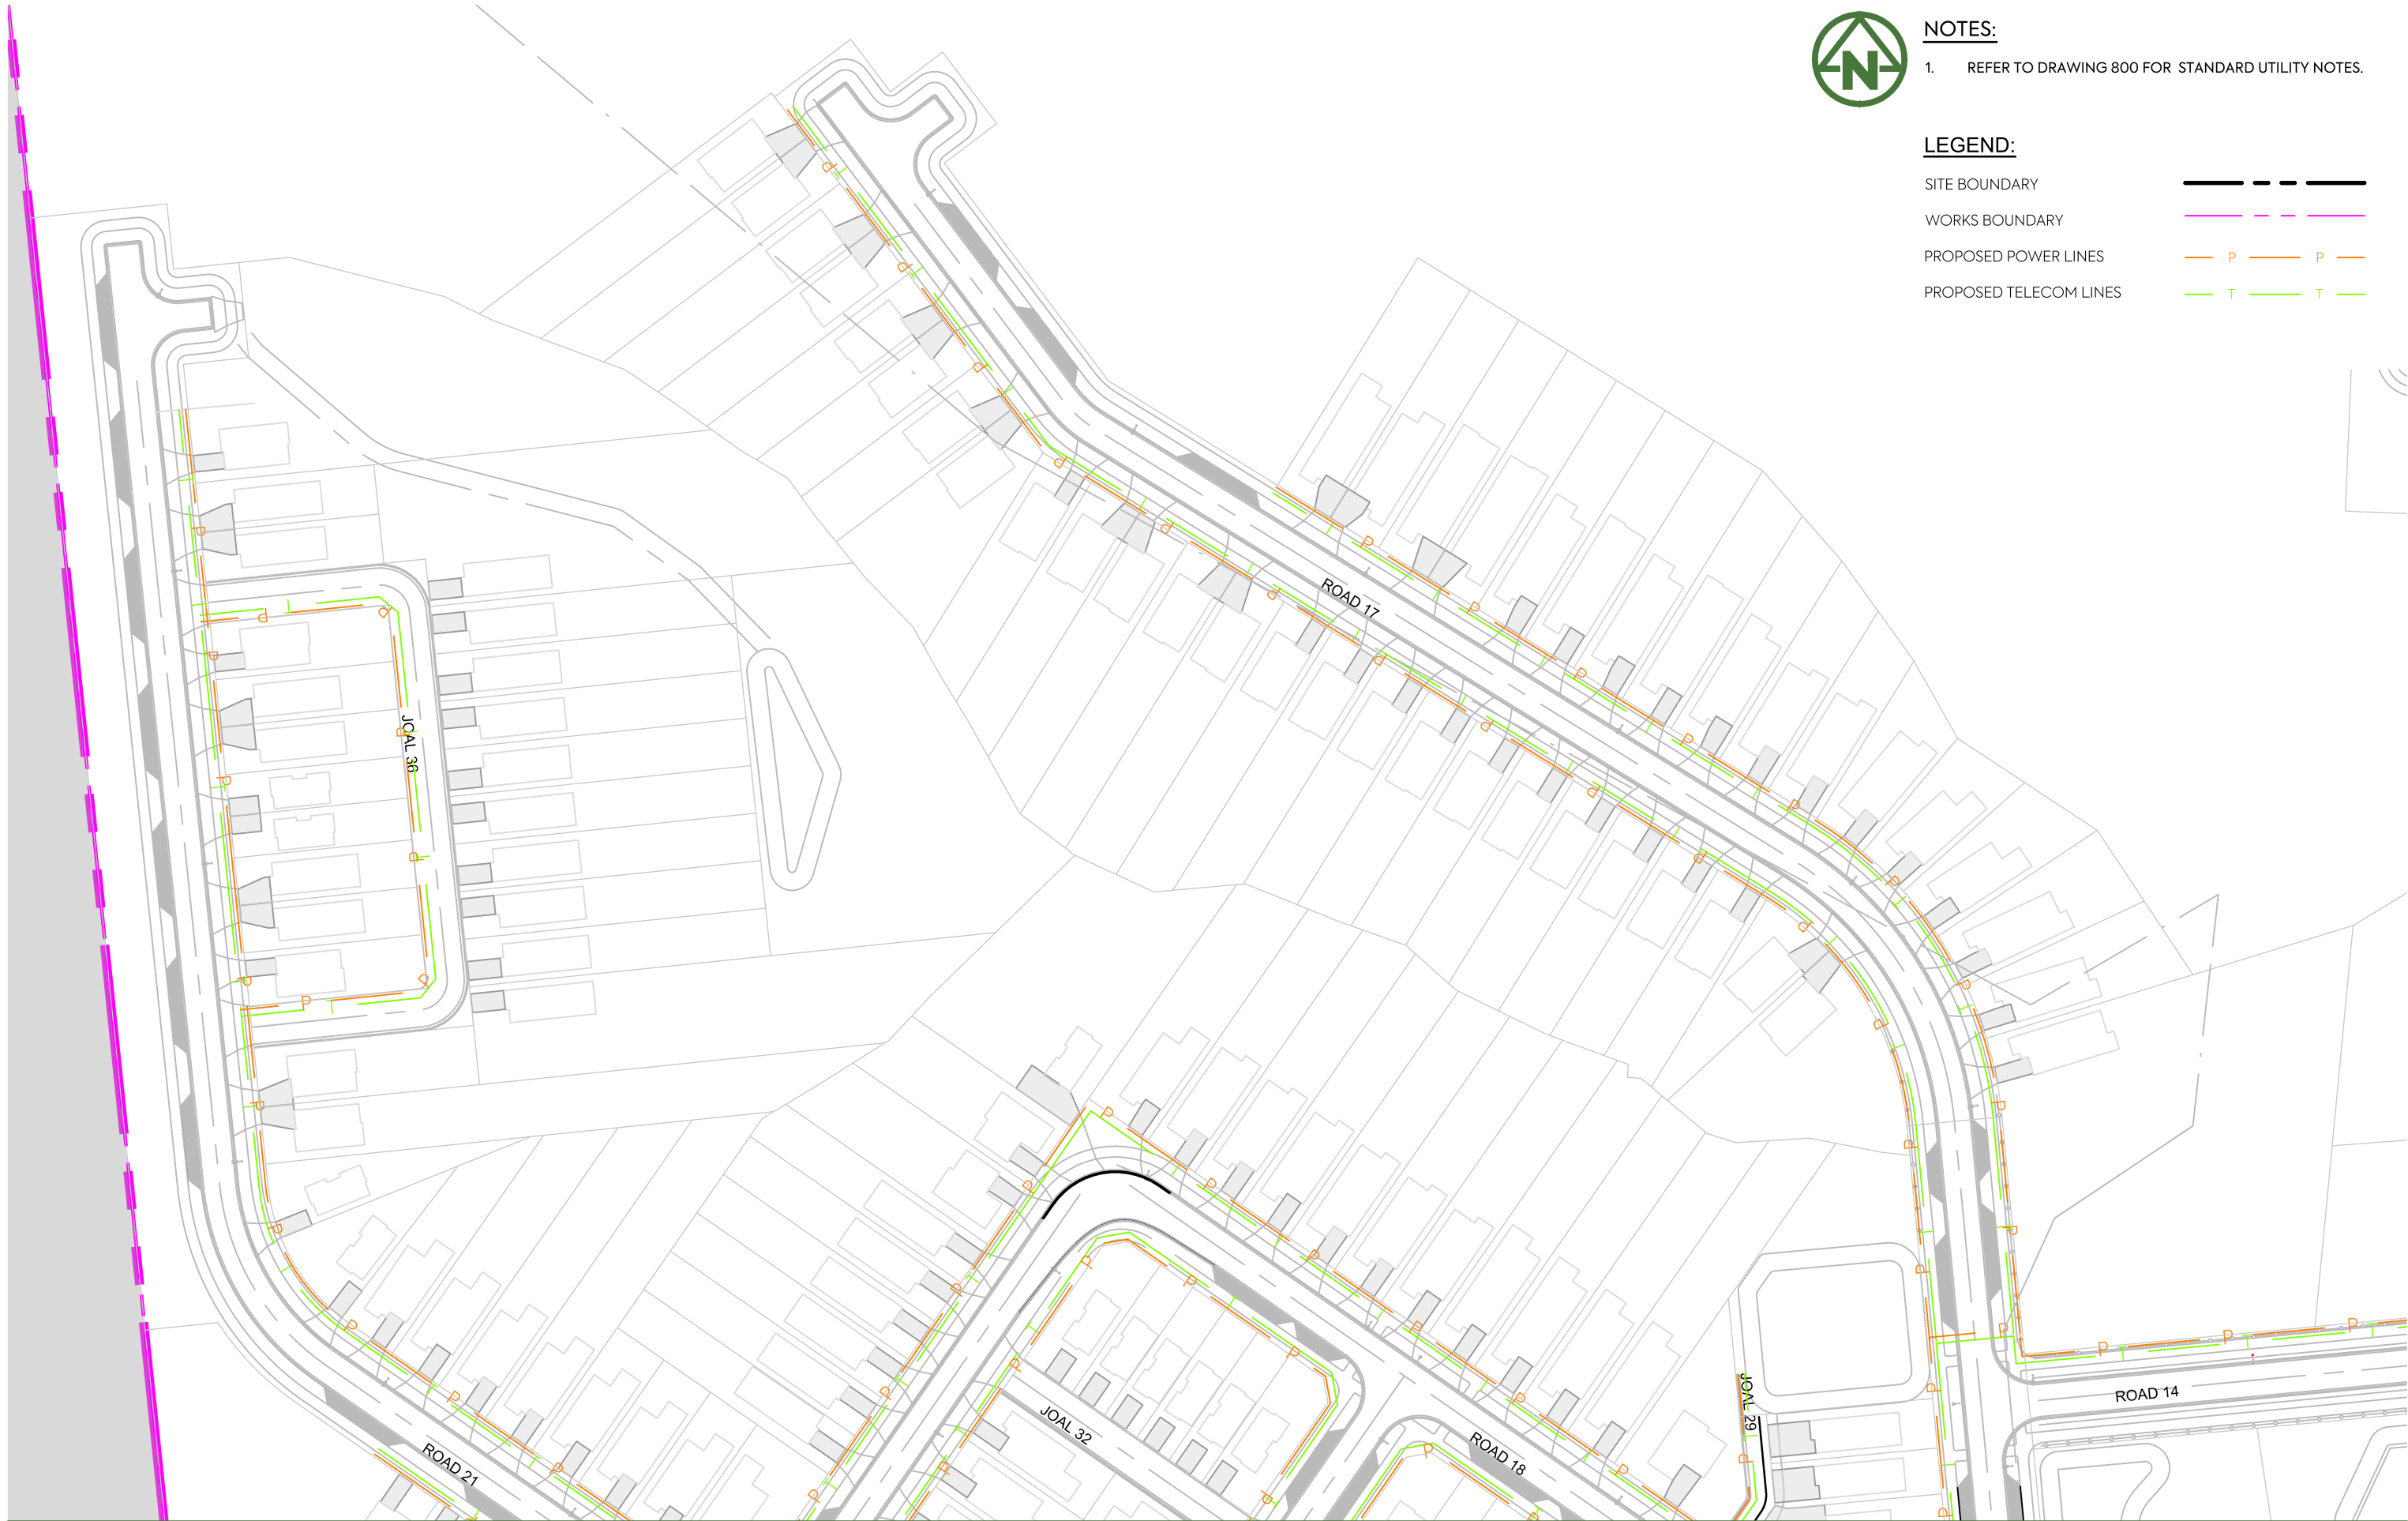 N
NOTES:
1. REFER TO DRAWING 800 FOR STANDARD UTILITY NOTES.
LEGEND:
SITE BOUNDARY
WORKS BOUNDARY
PROPOSED POWER LINES P P
PROPOSED TELECOM LINES T T
ROAD 17
JOAL 36
JOAL 29
ROAD 14
JOAL 32
ROAD 18
ROAD 21